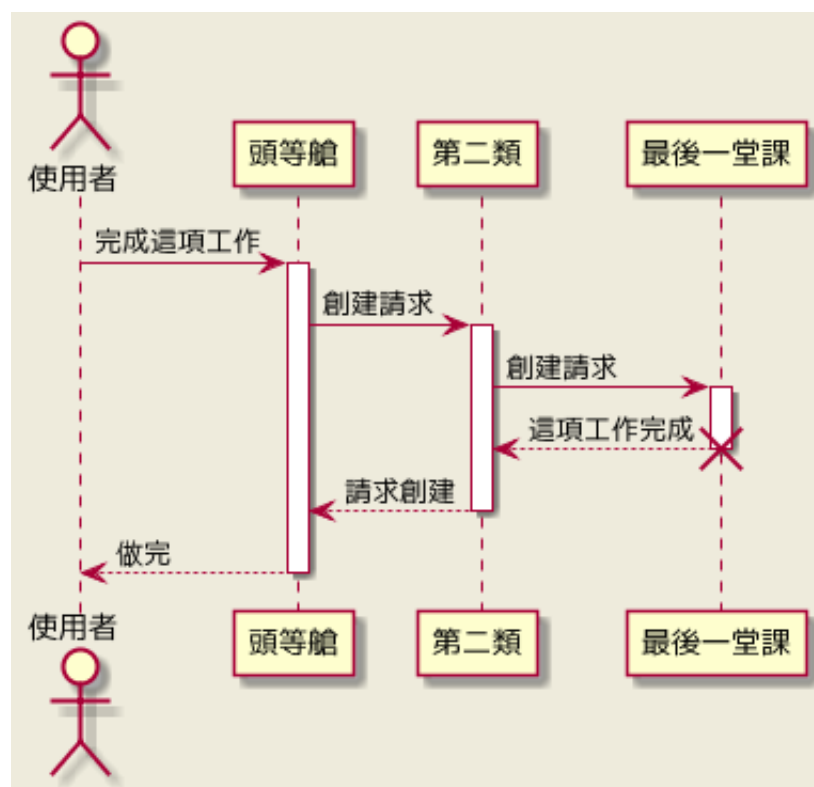 使用者
頭等艙
第二類
最後一堂課
完成這項工作
創建請求
創建請求
這項工作完成
請求創建
做完
使用者
頭等艙
第二類
最後一堂課